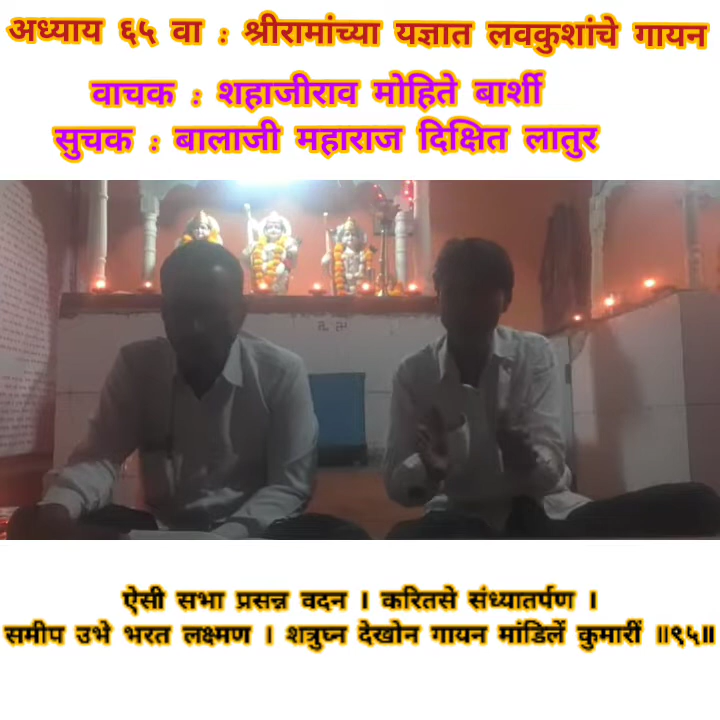 अध्याय ६५ वा : श्रीरामांच्या यज्ञात लवकुशांचे गायन
वाचक : शहाजीराव मोहिते बार्शी
सुचक : बालाजी महाराज दिक्षित लातुर
ऐसी सभा प्रसन्न वदन । करितसे संध्यातर्पण ।
समीप उभे भरत लक्ष्मण । शत्रुघ्न देखोन गायन मांडिलें कुमारीं ॥९५॥